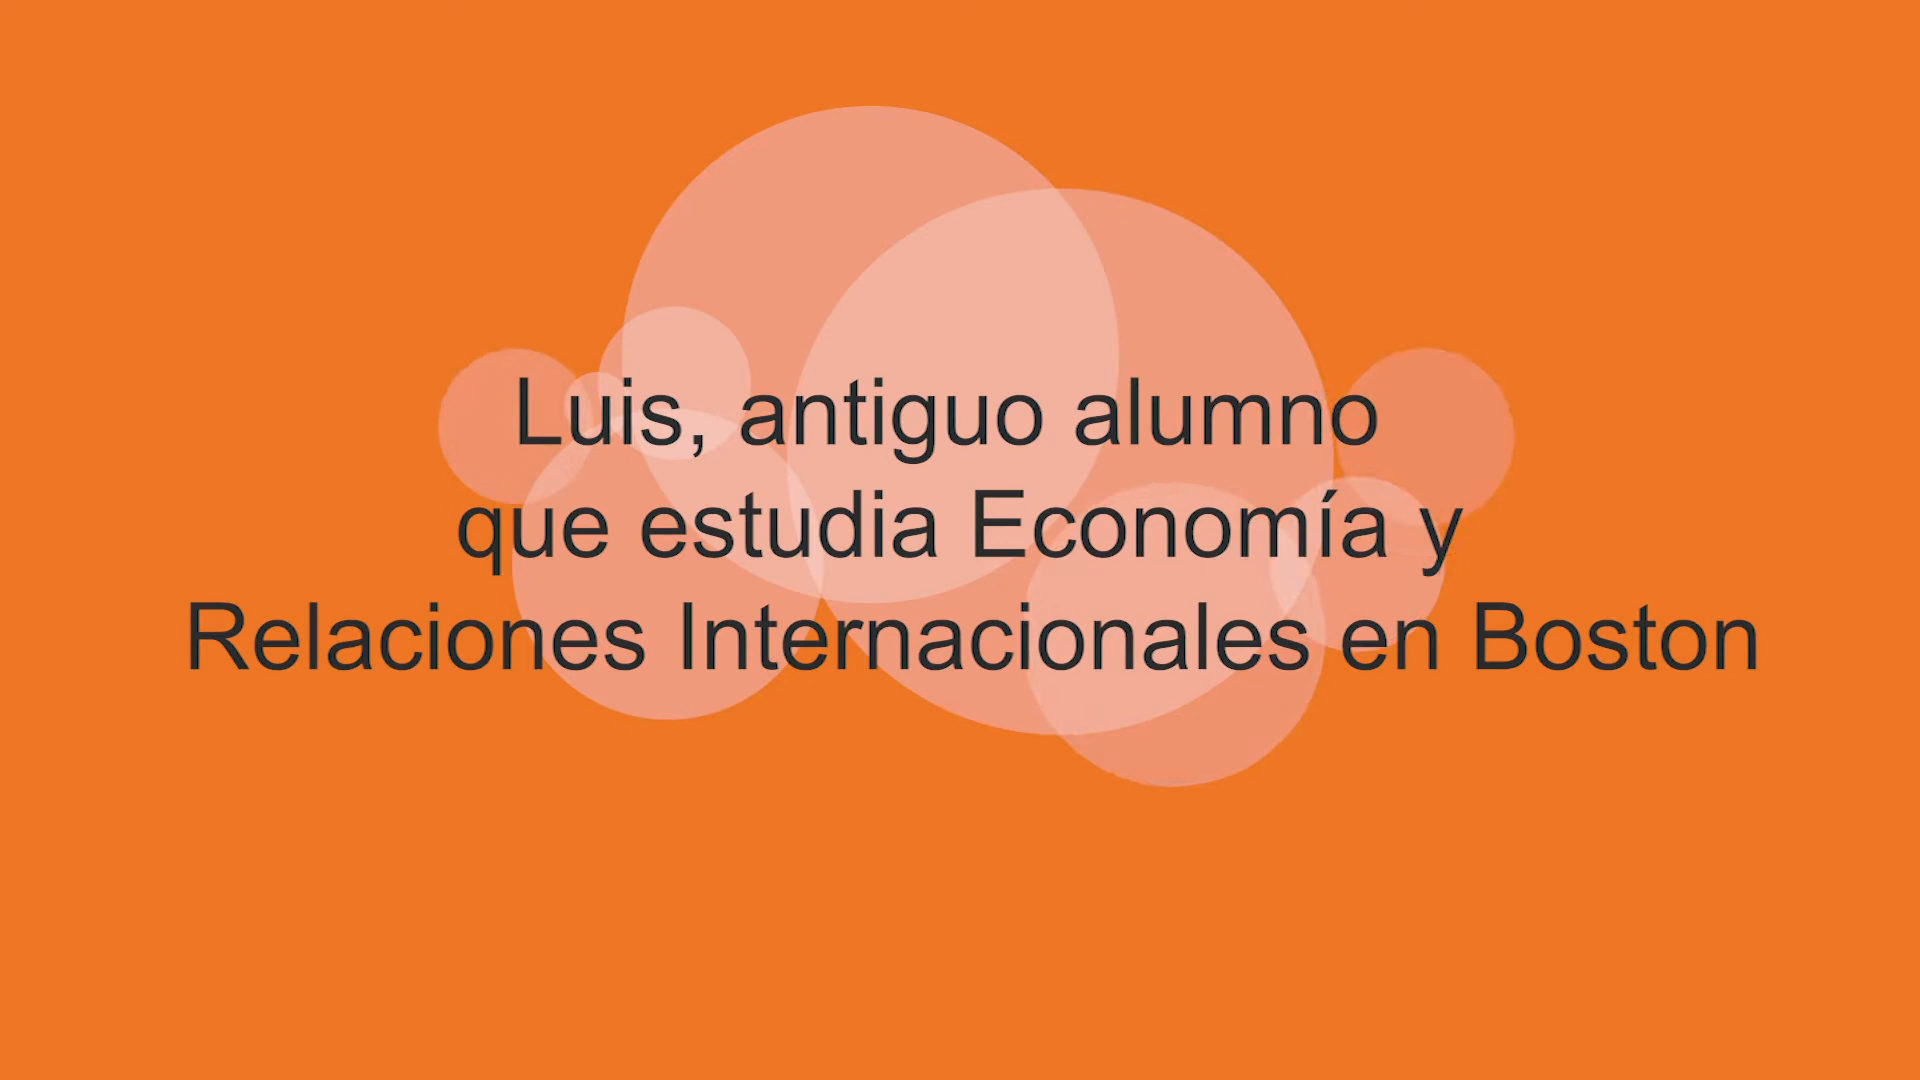 Luis, antiguo alumno
que estudia Economía y
Relaciones Internacionales en Boston